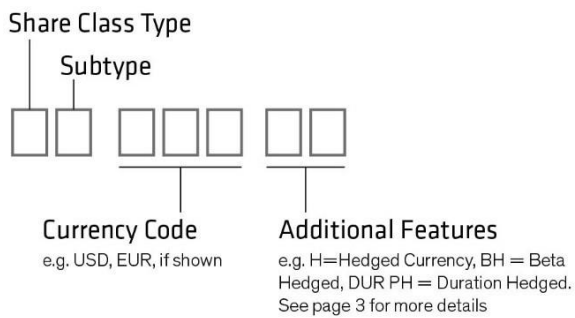 Share Class Type
Subtype
Currency Code
e.g. USD, EUR, if shown
Additional Features
e.g. H=Hedged Currency, BH = Beta
Hedged, DUR PH = Duration Hedged.
See page 3 for more details